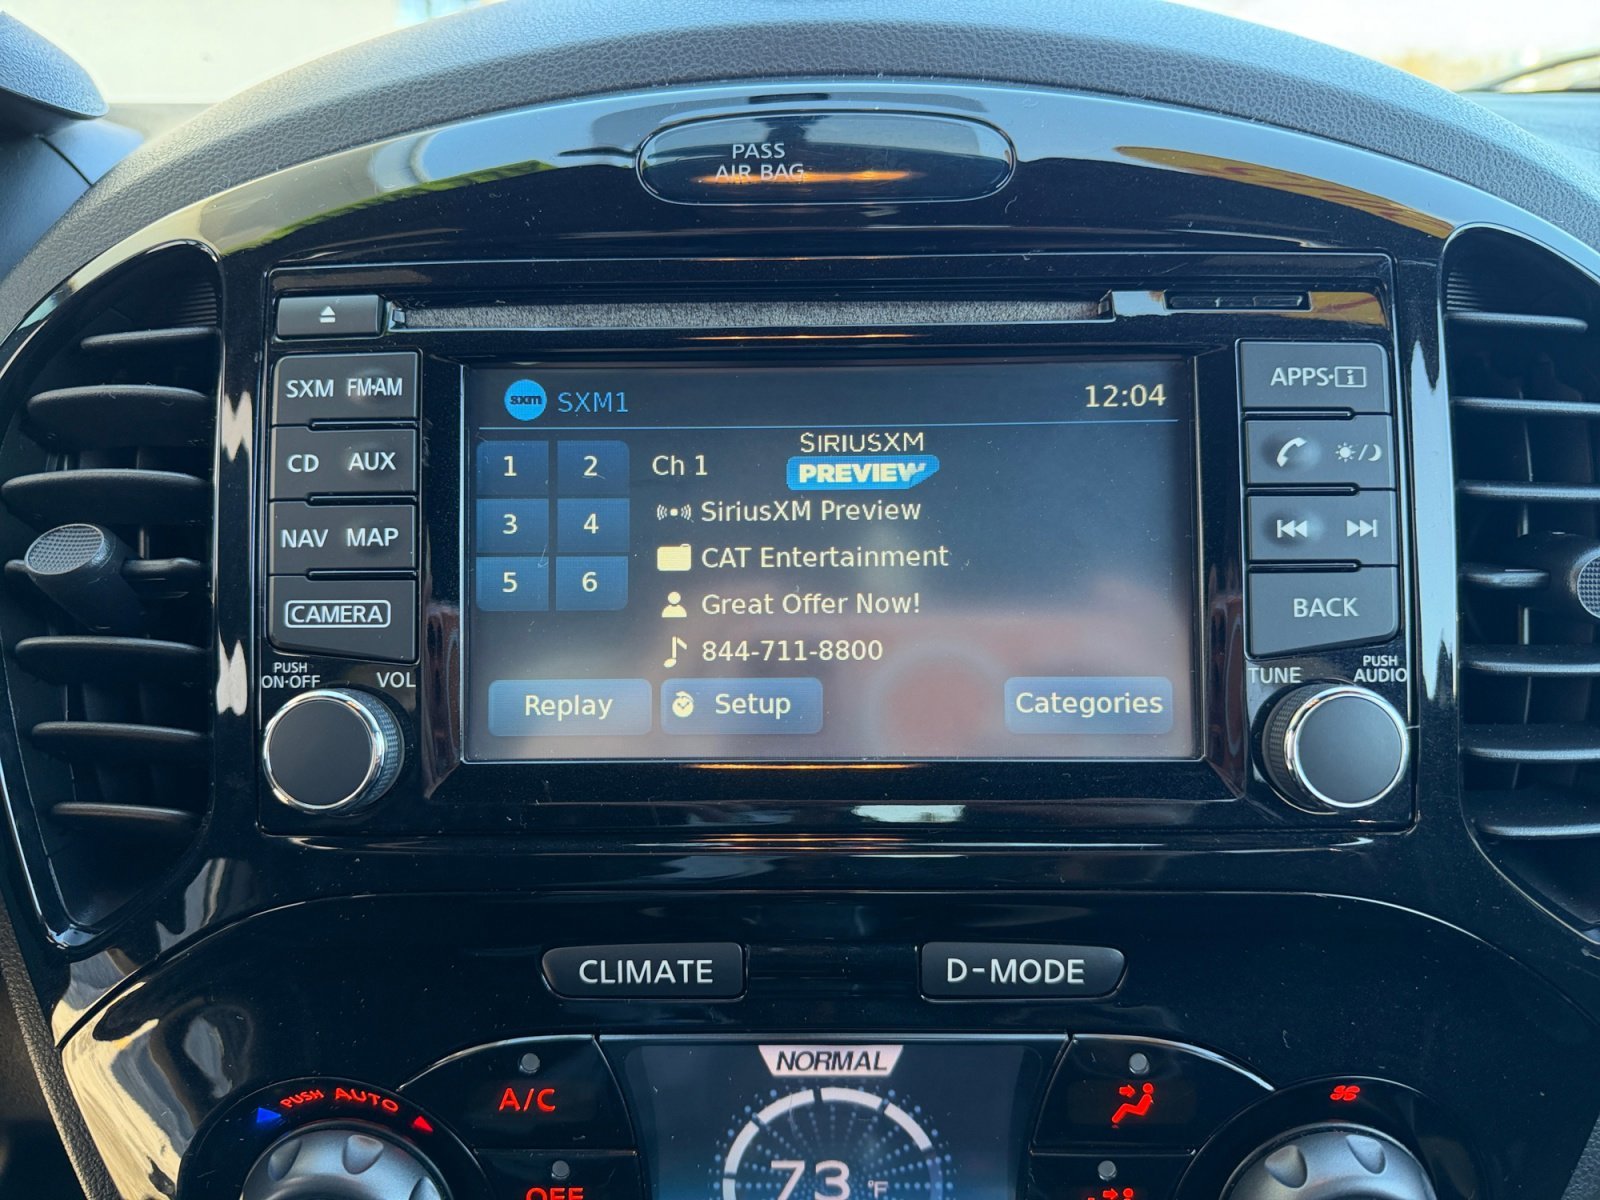 PASS
AIR BAG
SXM FM·AM
CD AUX
NAV MAP
CAMERA
PUSH
ON·OFF
VOL
sxm SXM1
12:04
1 2
3 4
5 6
Ch 1
SIRIUSXM
PREVIEW
SiriusXM Preview
CAT Entertainment
Great Offer Now!
844-711-8800
Replay
Setup
Categories
APPS·i
BACK
TUNE
PUSH
AUDIO
CLIMATE
D-MODE
PUSH AUTO
A/C
OFF
NORMAL
73 °F